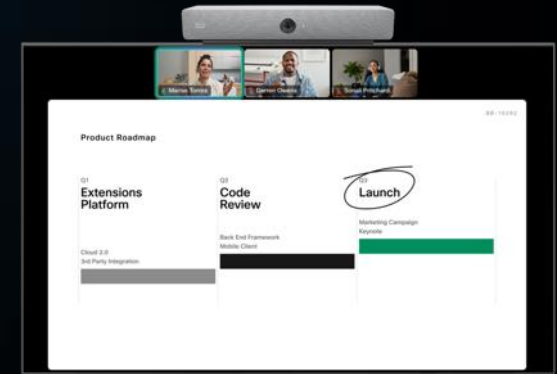 Marise Torres
Darren Owens
Sonali Pritchard
Product Roadmap
Q1
Extensions
Platform
Cloud 2.0
3rd Party Integration
Q2
Code
Review
Back End Framework
Mobile Client
Q3
Launch
Marketing Campaign
Keynote